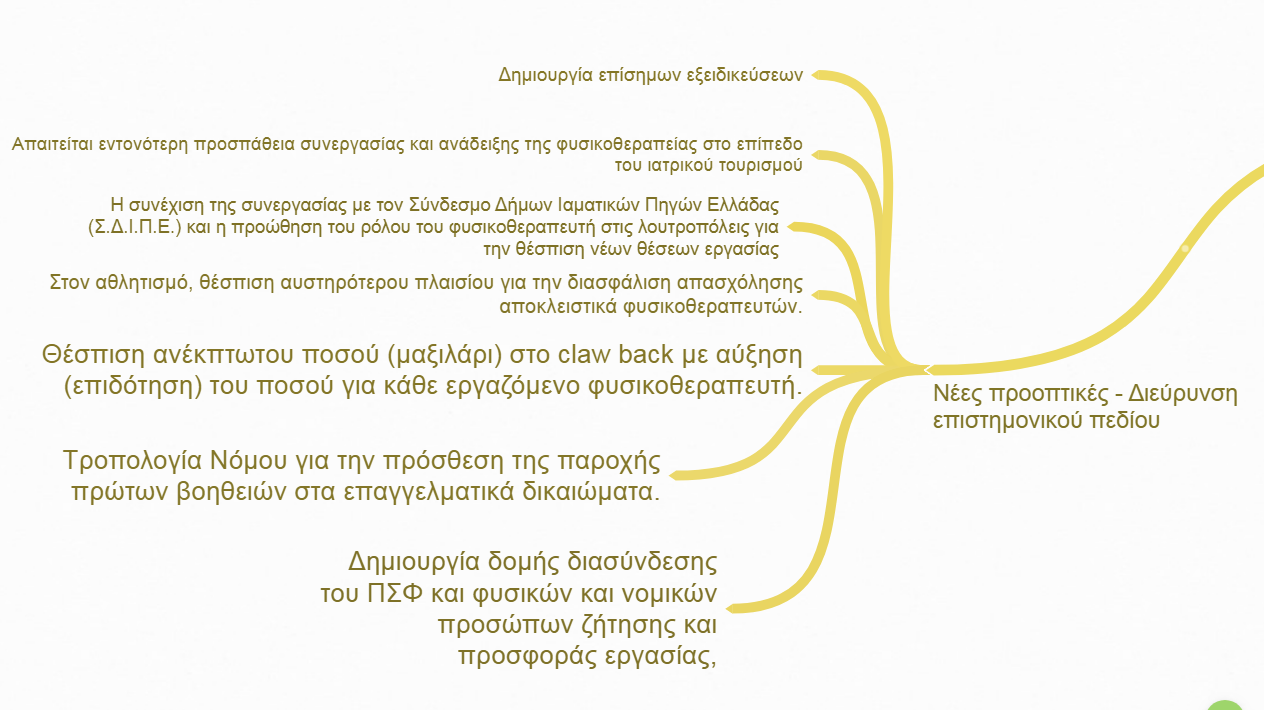 Δημιουργία επίσημων εξειδικεύσεων
Απαιτείται εντονότερη προσπάθεια συνεργασίας και ανάδειξης της φυσικοθεραπείας στο επίπεδο
του ιατρικού τουρισμού
Η συνέχιση της συνεργασίας με τον Σύνδεσμο Δήμων Ιαματικών Πηγών Ελλάδας
(Σ.Δ.Ι.Π.Ε.) και η προώθηση του ρόλου του φυσικοθεραπευτή στις λουτροπόλεις για
την θέσπιση νέων θέσεων εργασίας
Στον αθλητισμό, θέσπιση αυστηρότερου πλαισίου για την διασφάλιση απασχόλησης
αποκλειστικά φυσικοθεραπευτών.
Θέσπιση ανέκπτωτου ποσού (μαξιλάρι) στο claw back με αύξηση
(επιδότηση) του ποσού για κάθε εργαζόμενο φυσικοθεραπευτή.
Νέες προοπτικές - Διεύρυνση
επιστημονικού πεδίου
Τροπολογία Νόμου για την πρόσθεση της παροχής
πρώτων βοηθειών στα επαγγελματικά δικαιώματα.
Δημιουργία δομής διασύνδεσης
του ΠΣΦ και φυσικών και νομικών
προσώπων ζήτησης και
προσφοράς εργασίας,